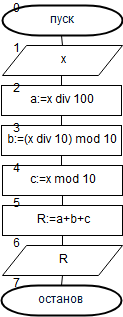 0
пуск
1
x
2
a:=x div 100
3
b:=(x div 10) mod 10
4
c:=x mod 10
5
R:=a+b+c
6
R
7
останов